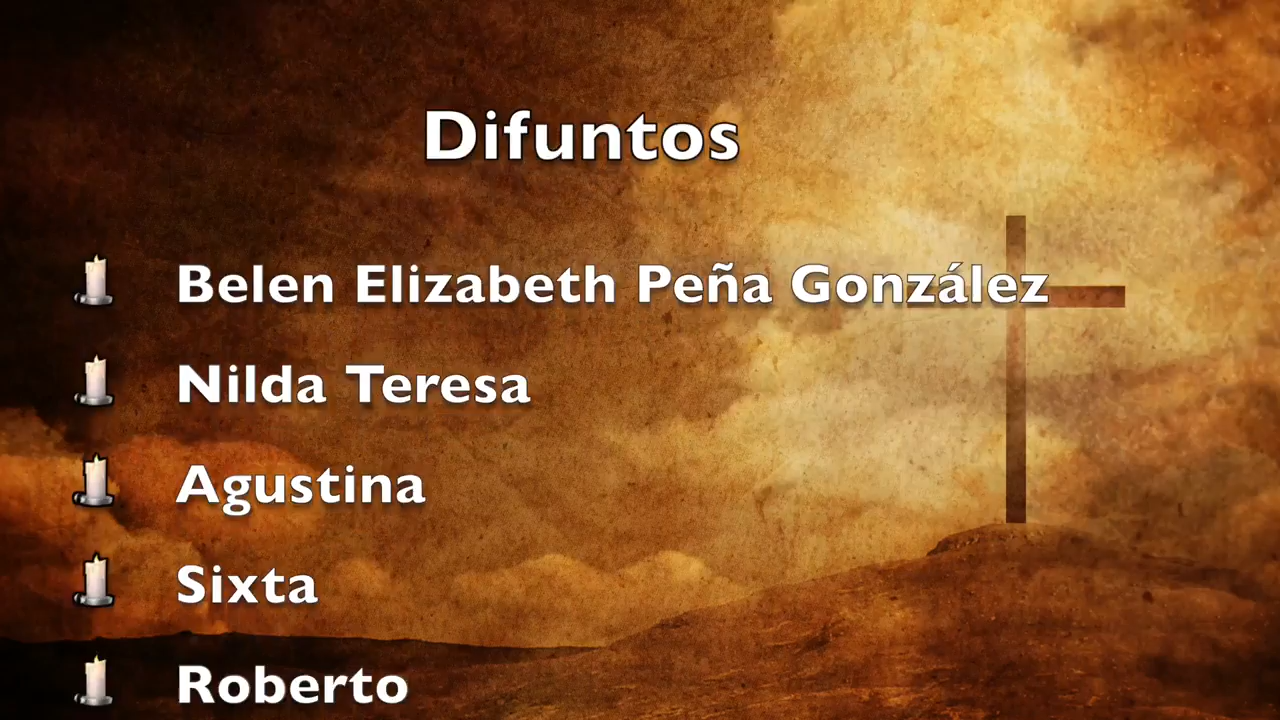 Difuntos
Belen Elizabeth Peña González
Nilda Teresa
Agustina
Sixta
Roberto